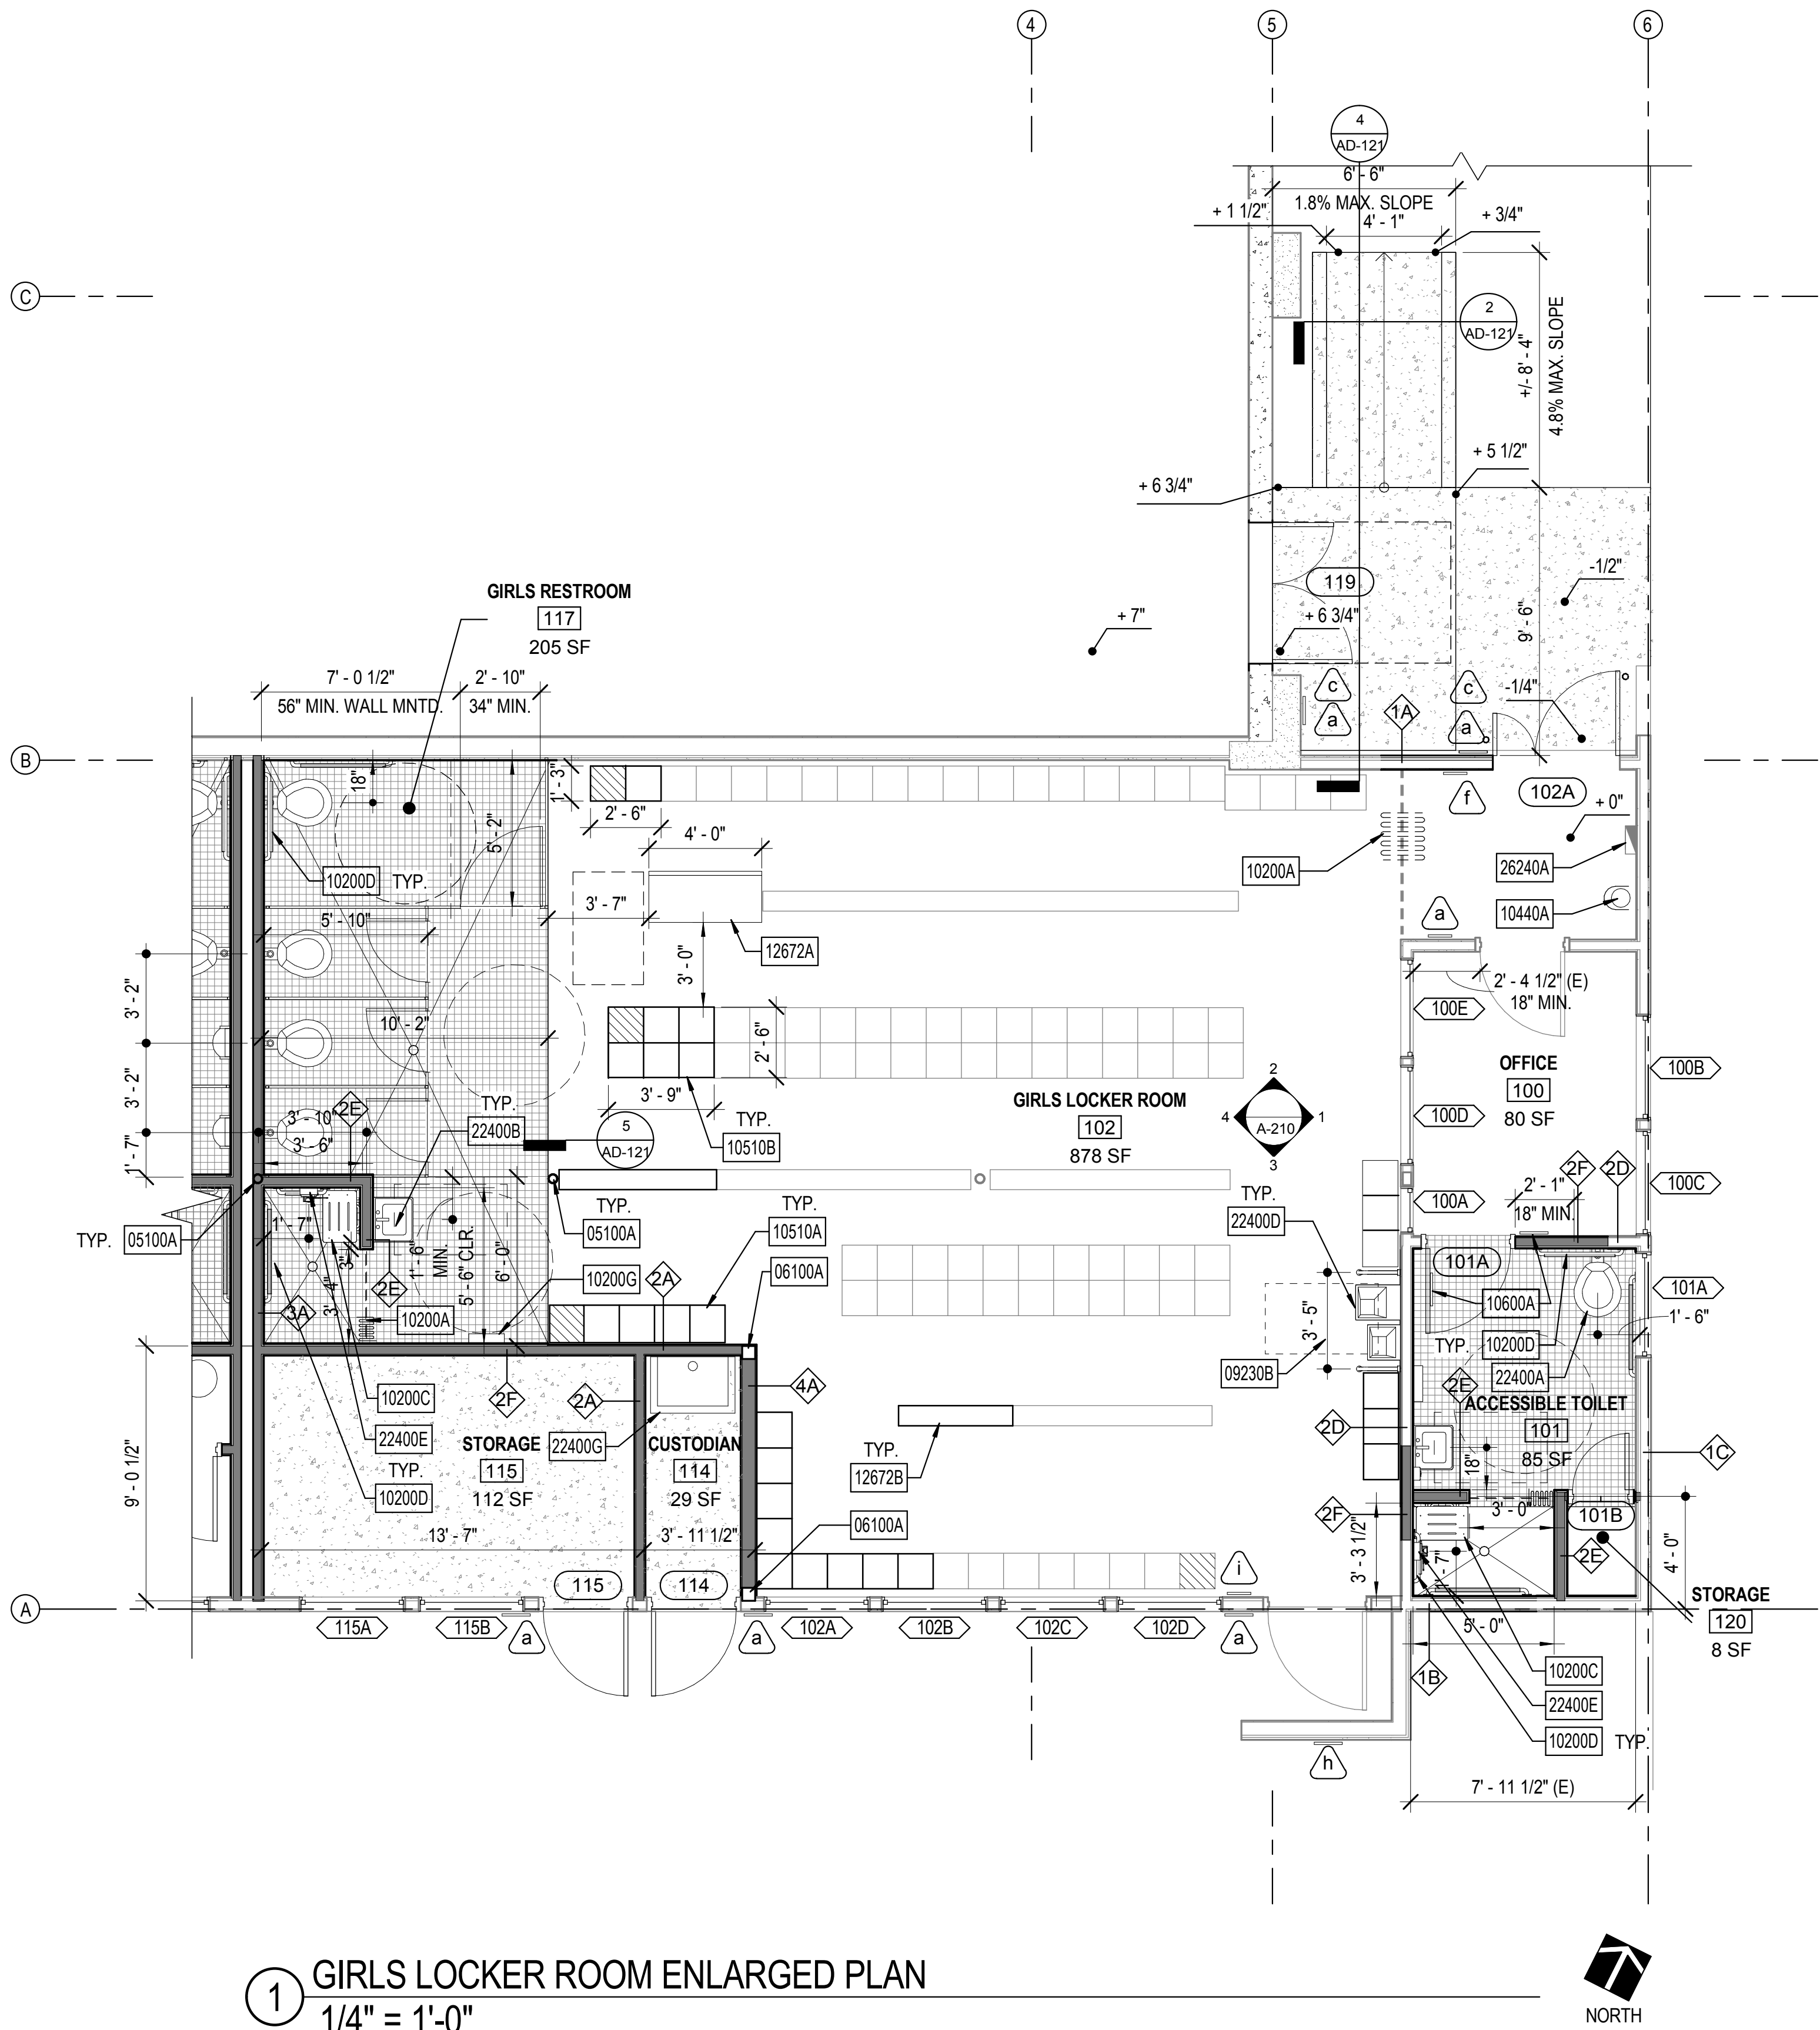 4
5
6
4
AD-121
6' - 6"
1.8% MAX. SLOPE
+ 1 1/2"
4' - 1"
+ 3/4"
C
2
AD-121
+/- 8' - 4"
4.8% MAX. SLOPE
+ 5 1/2"
+ 6 3/4"
119
-1/2"
9' - 6"
+ 6 3/4"
+ 7"
GIRLS RESTROOM
117
205 SF
7' - 0 1/2"
2' - 10"
56" MIN. WALL MNTD.
34" MIN.
c
a
c
a
-1/4"
1A
B
18"
1' - 3"
5' - 2"
2' - 6"
4' - 0"
f
102A
+ 0"
10200D
TYP.
10200A
26240A
3' - 7"
10440A
5' - 10"
a
12672A
3' - 0"
3' - 2"
2' - 4 1/2" (E)
18" MIN.
100E
10' - 2"
2' - 6"
OFFICE
100
80 SF
100B
3' - 2"
3' - 9"
2
4
1
3
A-210
GIRLS LOCKER ROOM
102
878 SF
100D
3' - 10"
2E
TYP.
22400B
5
AD-121
TYP.
10510B
3' - 6"
1' - 7"
2F
2D
100C
2' - 1"
18" MIN.
100A
TYP.
22400D
TYP.
05100A
TYP.
05100A
TYP.
10510A
1' - 7"
3"
1' - 6"
MIN.
5' - 6" CLR.
6' - 0"
10200G
2A
06100A
101A
101A
2E
3' - 4"
3A
10200A
10600A
1' - 6"
3' - 5"
TYP.
10200D
22400A
09230B
4A
10200C
2F
2A
2E
ACCESSIBLE TOILET
101
85 SF
22400E
STORAGE
115
112 SF
22400G
CUSTODIAN
114
29 SF
TYP.
12672B
2D
1C
TYP.
10200D
9' - 0 1/2"
18"
3' - 0"
101B
2F
06100A
13' - 7"
3' - 11 1/2"
3' - 3 1/2"
1' - 7"
2E
4' - 0"
115
114
i
A
STORAGE
120
8 SF
115A
115B
a
a
102A
102B
102C
102D
a
5' - 0"
1B
10200C
22400E
10200D
TYP.
h
7' - 11 1/2" (E)
1
GIRLS LOCKER ROOM ENLARGED PLAN
1/4" = 1'-0"
NORTH